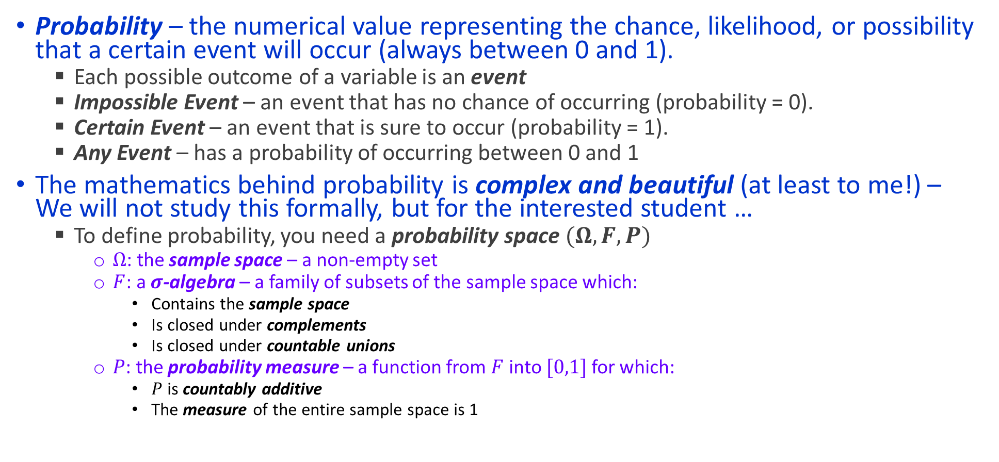 • Probability – the numerical value representing the chance, likelihood, or possibility
that a certain event will occur (always between 0 and 1).
▪ Each possible outcome of a variable is an event
▪ Impossible Event – an event that has no chance of occurring (probability = 0).
▪ Certain Event – an event that is sure to occur (probability = 1).
▪ Any Event – has a probability of occurring between 0 and 1
• The mathematics behind probability is complex and beautiful (at least to me!) –
We will not study this formally, but for the interested student …
▪ To define probability, you need a probability space (Ω, F, P)
o Ω: the sample space – a non-empty set
o F: a σ-algebra – a family of subsets of the sample space which:
• Contains the sample space
• Is closed under complements
• Is closed under countable unions
o P: the probability measure – a function from F into [0,1] for which:
• P is countably additive
• The measure of the entire sample space is 1